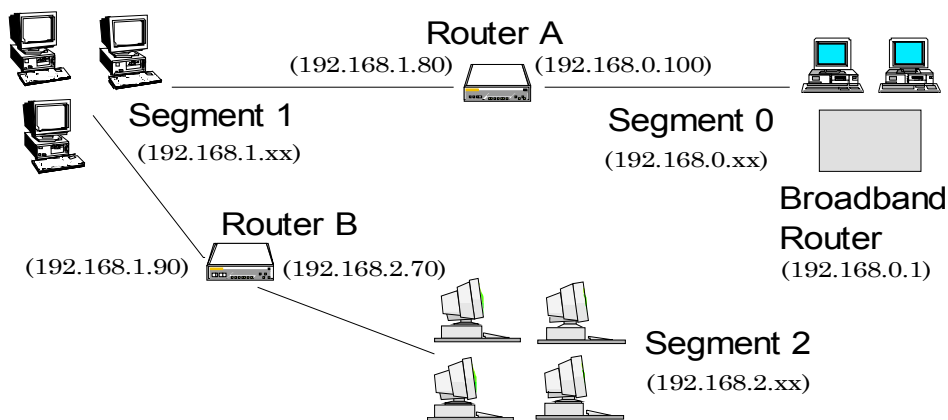 Router A
(192.168.1.80)
(192.168.0.100)
Segment 1
(192.168.1.xx)
Segment 0
(192.168.0.xx)
Broadband
Router
(192.168.0.1)
Router B
(192.168.1.90)
(192.168.2.70)
Segment 2
(192.168.2.xx)